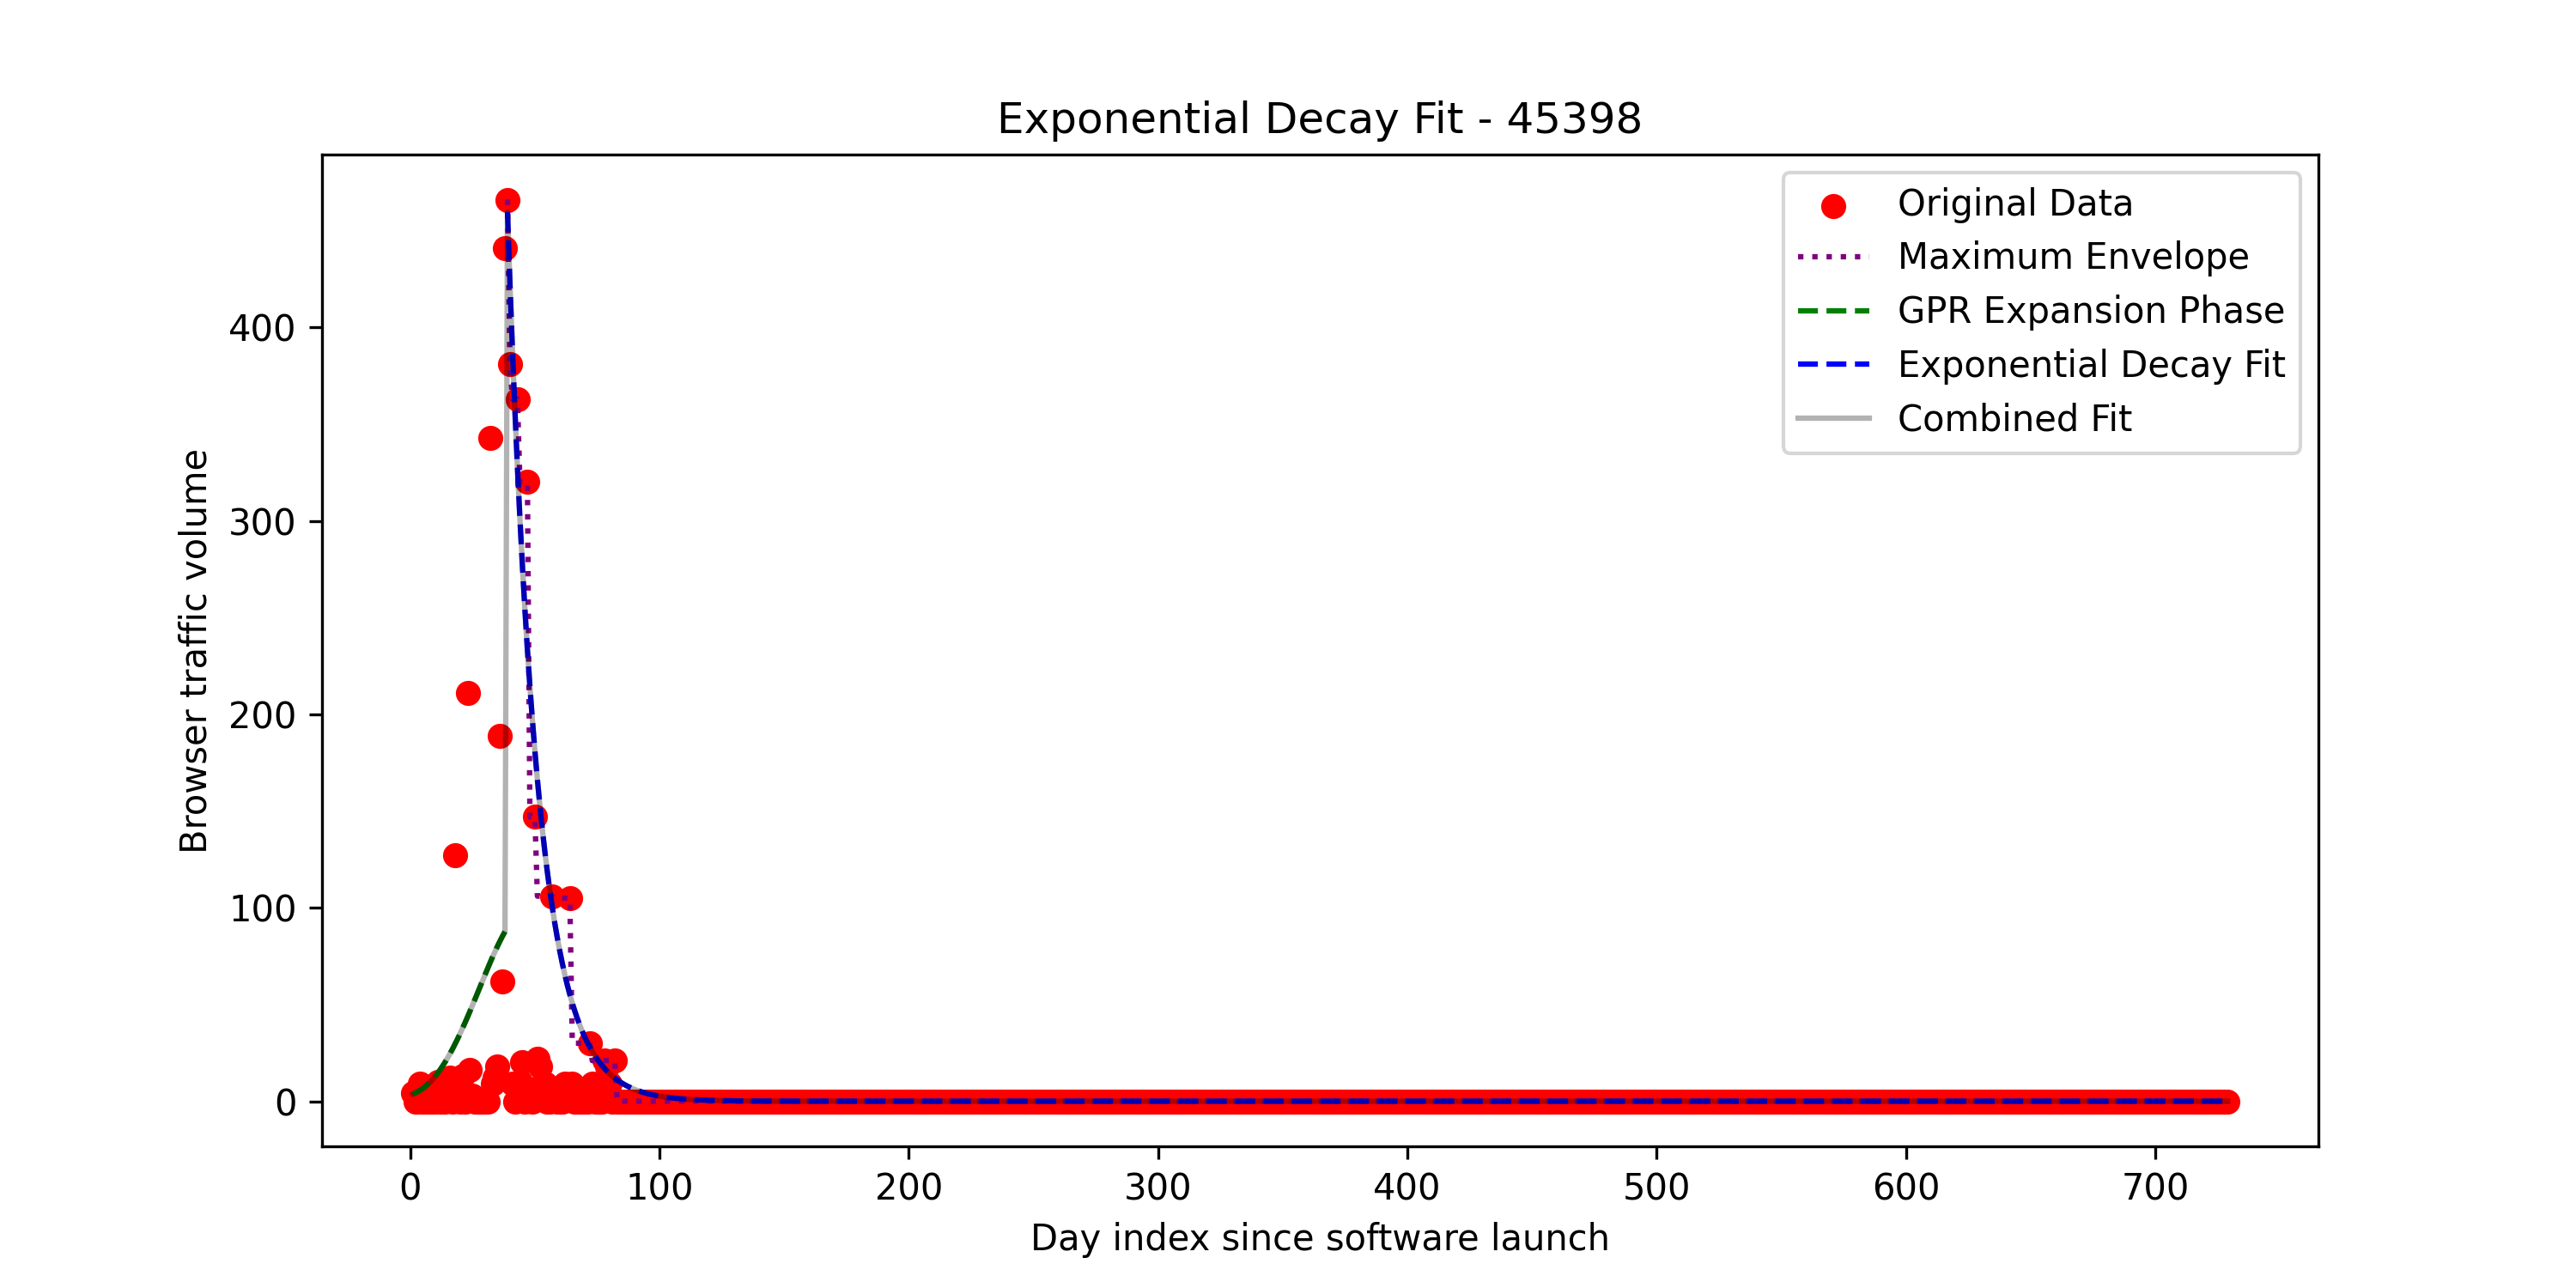 Exponential Decay Fit - 45398
Original Data
Maximum Envelope
GPR Expansion Phase
Exponential Decay Fit
Combined Fit
Browser traffic volume
400
300
200
100
0
0 100 200 300 400 500 600 700
Day index since software launch